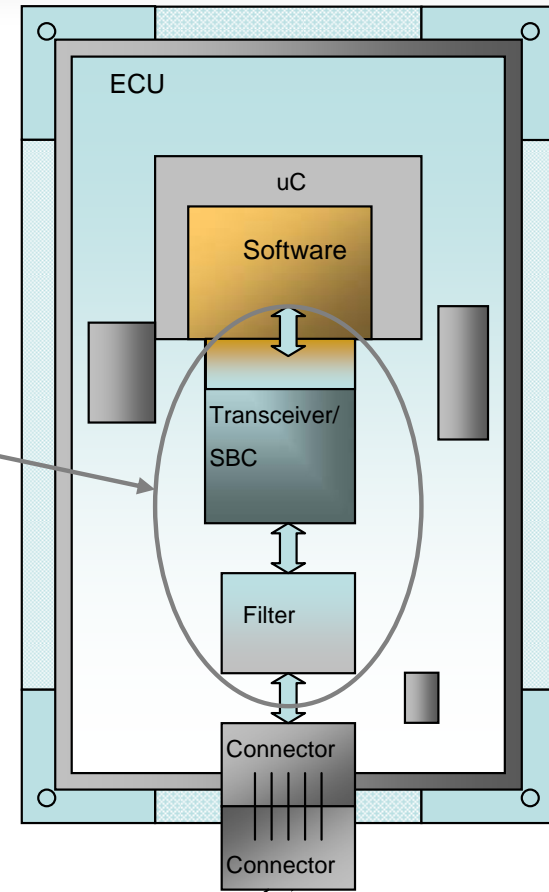 ECU
uC
Software
Transceiver/
SBC
Filter
Connector
Connector